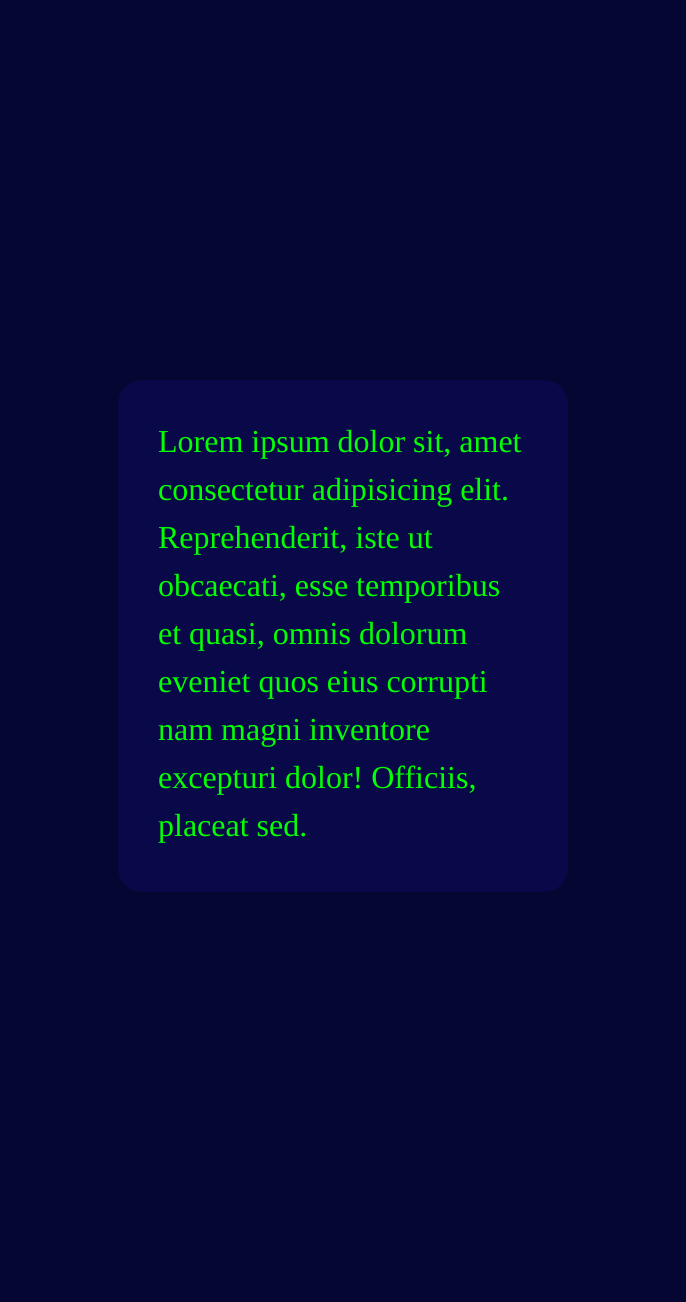 Lorem ipsum dolor sit, amet
consectetur adipisicing elit.
Reprehenderit, iste ut
obcaecati, esse temporibus
et quasi, omnis dolorum
eveniet quos eius corrupti
nam magni inventore
excepturi dolor! Officiis,
placeat sed.